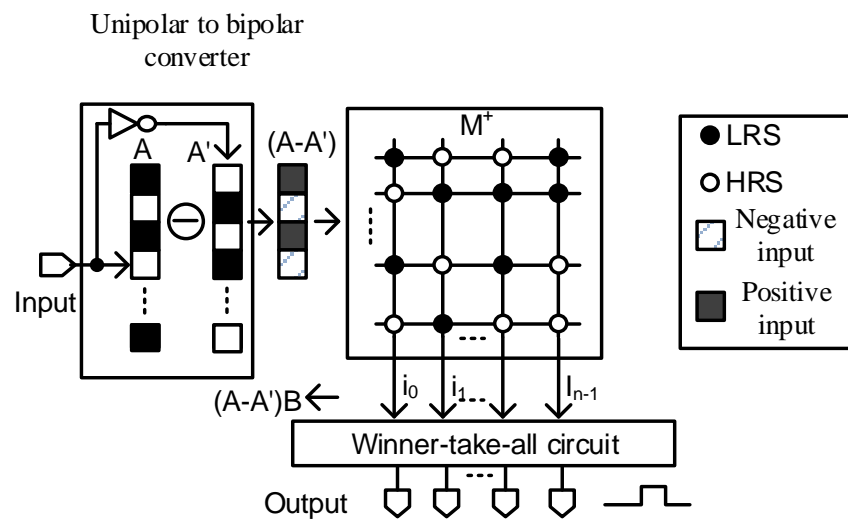 Unipolar to bipolar
converter
A
A'
(A-A')
M+
LRS
HRS
Negative
input
Positive
input
Input
(A-A')B
i0
i1
In-1
Winner-take-all circuit
Output